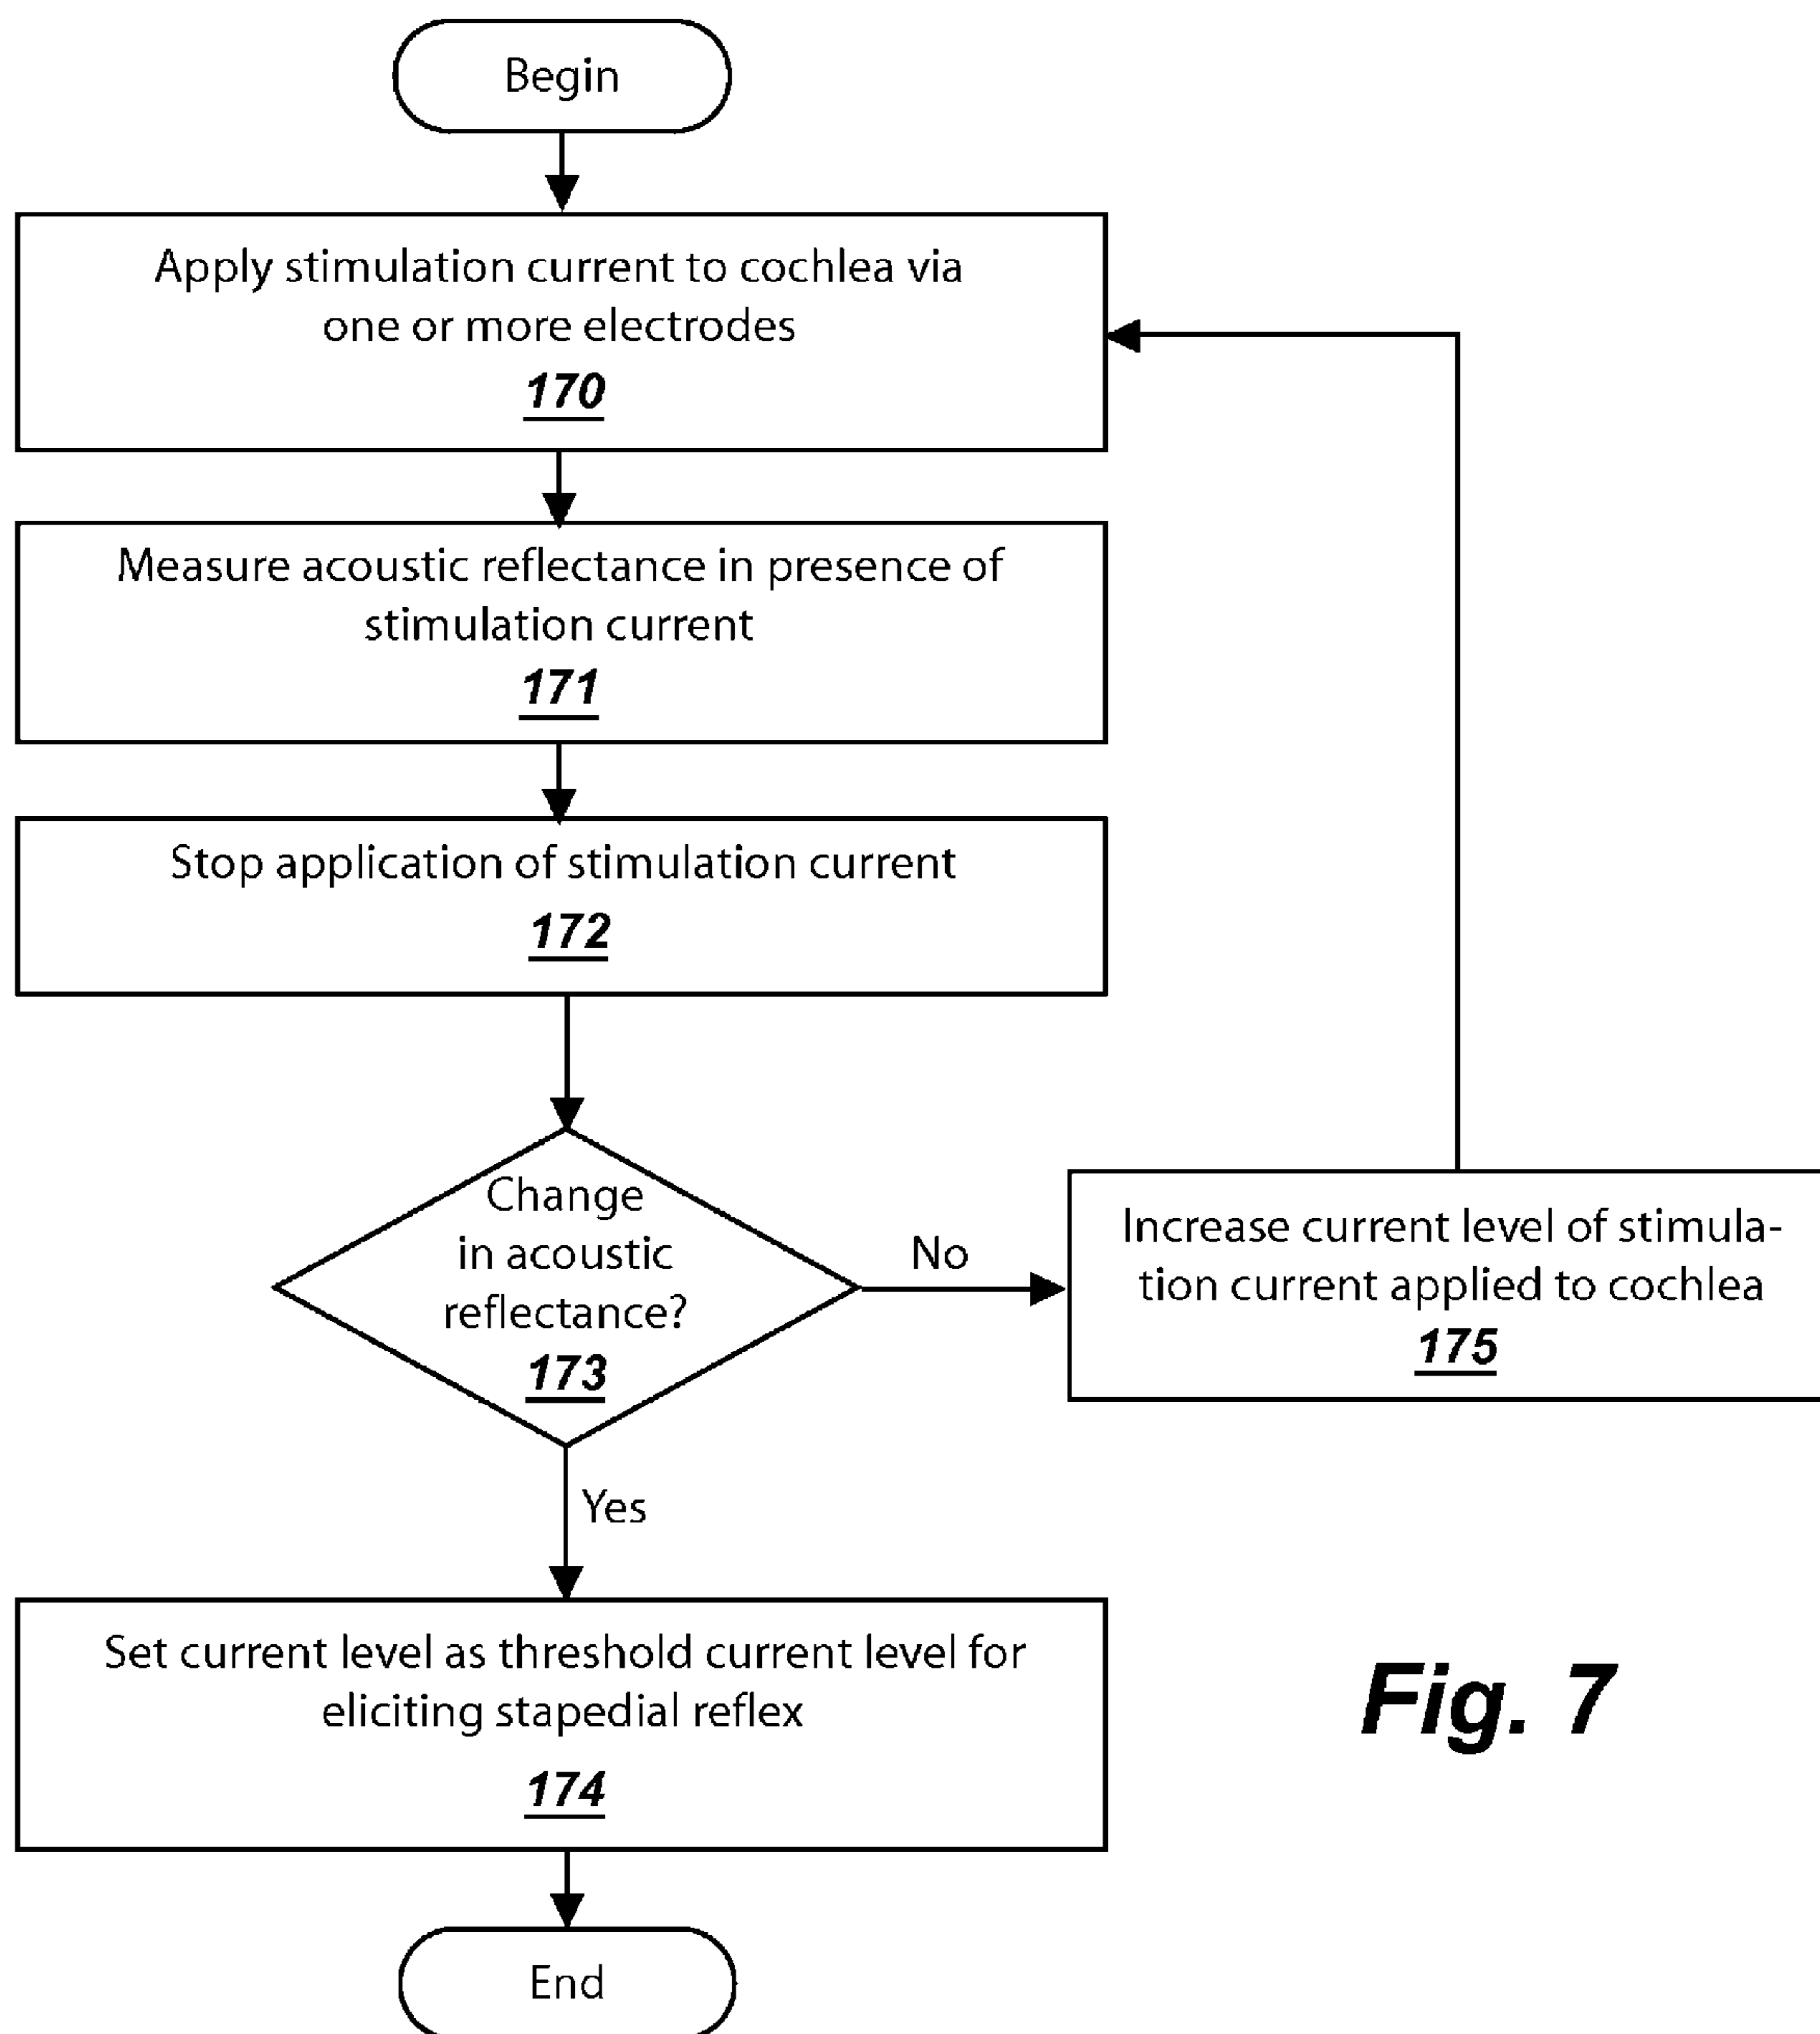 Begin
Apply stimulation current to cochlea via
one or more electrodes
170
Measure acoustic reflectance in presence of
stimulation current
171
Stop application of stimulation current
172
Change
in acoustic
reflectance?
173
No
Increase current level of stimula-
tion current applied to cochlea
175
Yes
Set current level as threshold current level for
eliciting stapedial reflex
174
End
Fig. 7